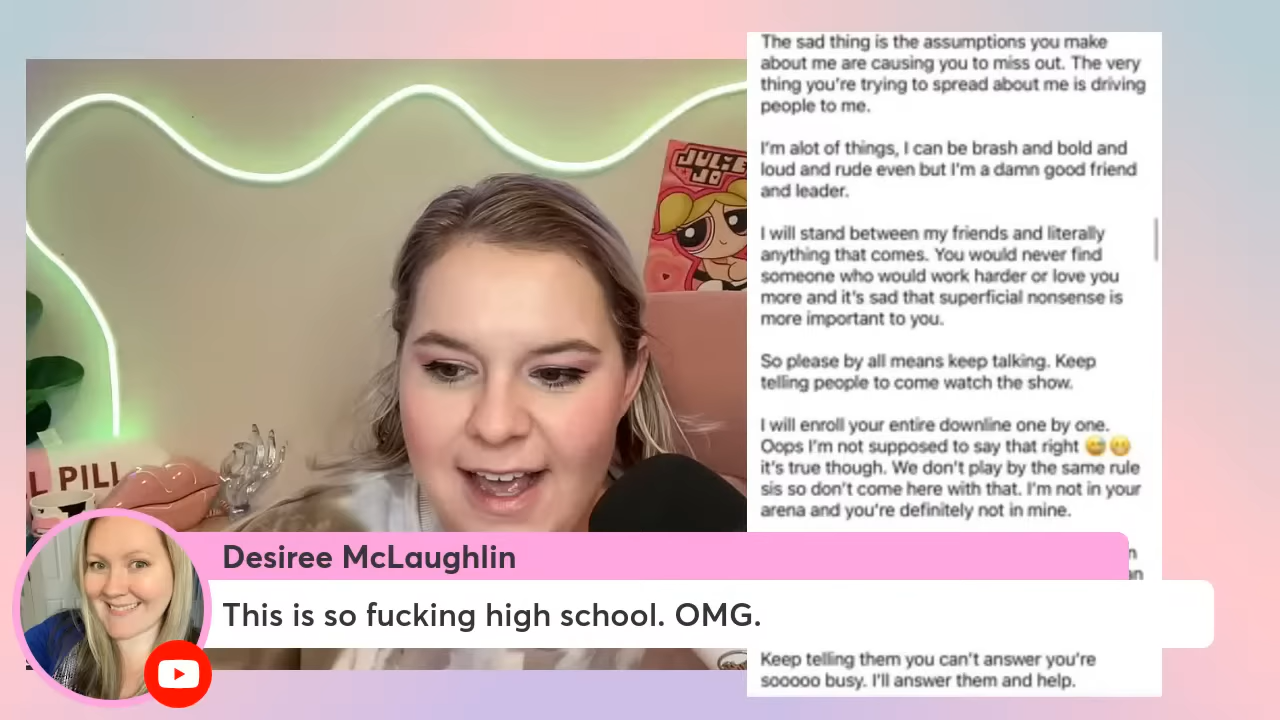 The sad thing is the assumptions you make
about me are causing you to miss out. The very
thing you're trying to spread about me is driving
people to me.
I'm alot of things, I can be brash and bold and
loud and rude even but I'm a damn good friend
and leader.
I will stand between my friends and literally
anything that comes. You would never find
someone who would work harder or love you
more and it's sad that superficial nonsense is
more important to you.
So please by all means keep talking. Keep
telling people to come watch the show.
I will enroll your entire downline one by one.
Oops I'm not supposed to say that right 😅🤭
it's true though. We don't play by the same rule
sis so don't come here with that. I'm not in your
arena and you're definitely not in mine.
Keep telling them you can't answer you're
sooooo busy. I'll answer them and help.
JULIE
JO
L PILL
Desiree McLaughlin
This is so fucking high school. OMG.